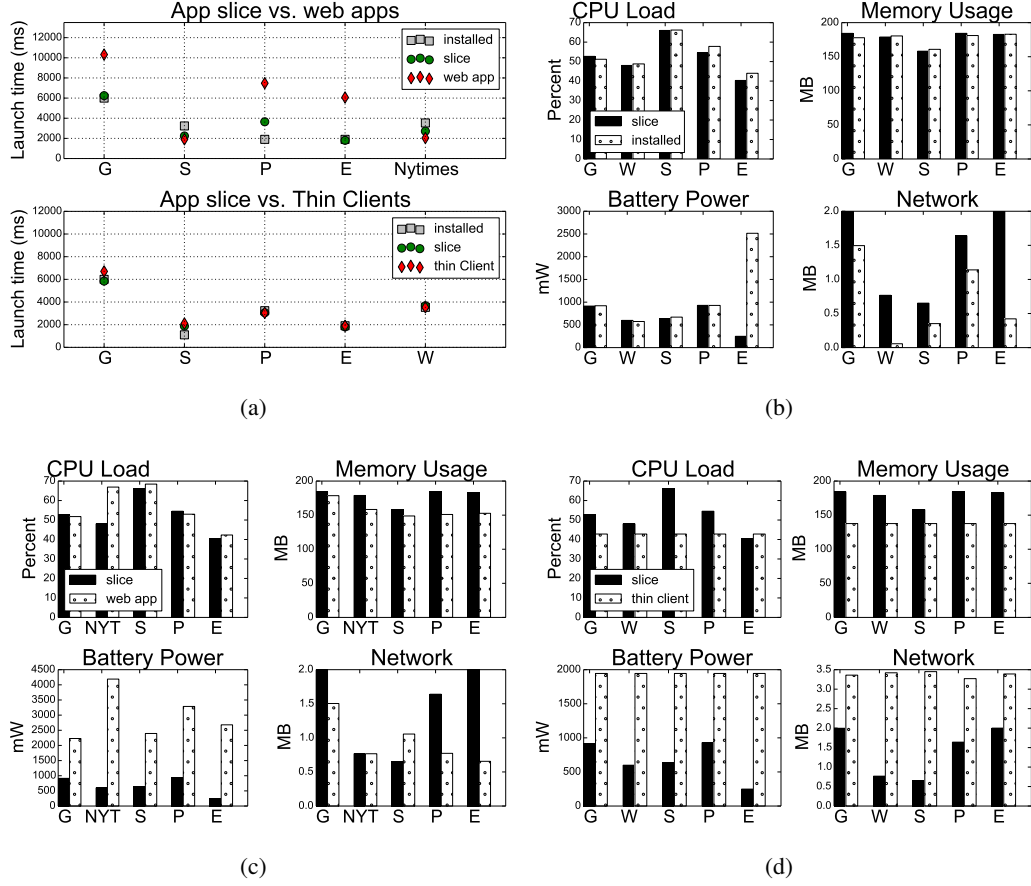 App slice vs. web apps
Launch time (ms)
12000
10000
8000
6000
4000
2000
0
installed
slice
web app
G S P E Nytimes
App slice vs. Thin Clients
Launch time (ms)
12000
10000
8000
6000
4000
2000
0
installed
slice
thin Client
G S P E W
(a)
CPU Load
Percent
70
60
50
40
30
20
10
0
slice
installed
G W S P E
Memory Usage
MB
200
150
100
50
0
G W S P E
Battery Power
mW
3000
2500
2000
1500
1000
500
0
G W S P E
Network
MB
2.0
1.5
1.0
0.5
0.0
G W S P E
(b)
CPU Load
Percent
70
60
50
40
30
20
10
0
slice
web app
G NYT S P E
Memory Usage
MB
200
150
100
50
0
G NYT S P E
Battery Power
mW
4500
4000
3500
3000
2500
2000
1500
1000
500
0
G NYT S P E
Network
MB
2.0
1.5
1.0
0.5
0.0
G NYT S P E
(c)
CPU Load
Percent
70
60
50
40
30
20
10
0
slice
thin client
G W S P E
Memory Usage
MB
200
150
100
50
0
G W S P E
Battery Power
mW
2000
1500
1000
500
0
G W S P E
Network
MB
3.5
3.0
2.5
2.0
1.5
1.0
0.5
0.0
G W S P E
(d)